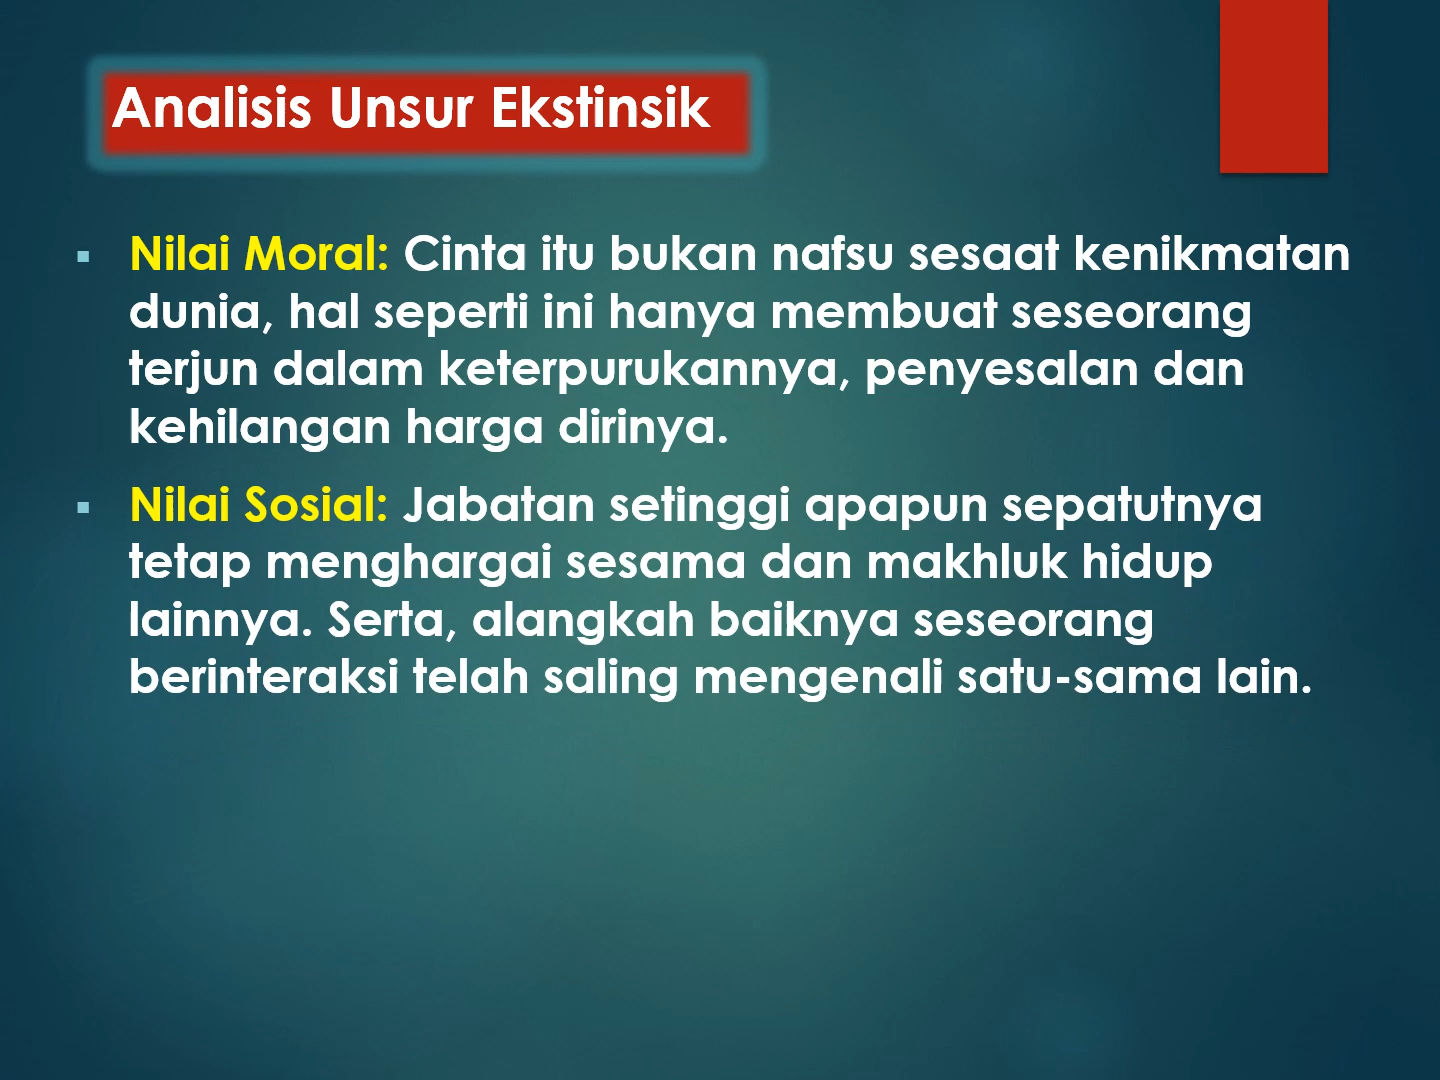 Analisis Unsur Ekstinsik
▪ Nilai Moral: Cinta itu bukan nafsu sesaat kenikmatan
dunia, hal seperti ini hanya membuat seseorang
terjun dalam keterpurukannya, penyesalan dan
kehilangan harga dirinya.
▪ Nilai Sosial: Jabatan setinggi apapun sepatutnya
tetap menghargai sesama dan makhluk hidup
lainnya. Serta, alangkah baiknya seseorang
berinteraksi telah saling mengenali satu-sama lain.